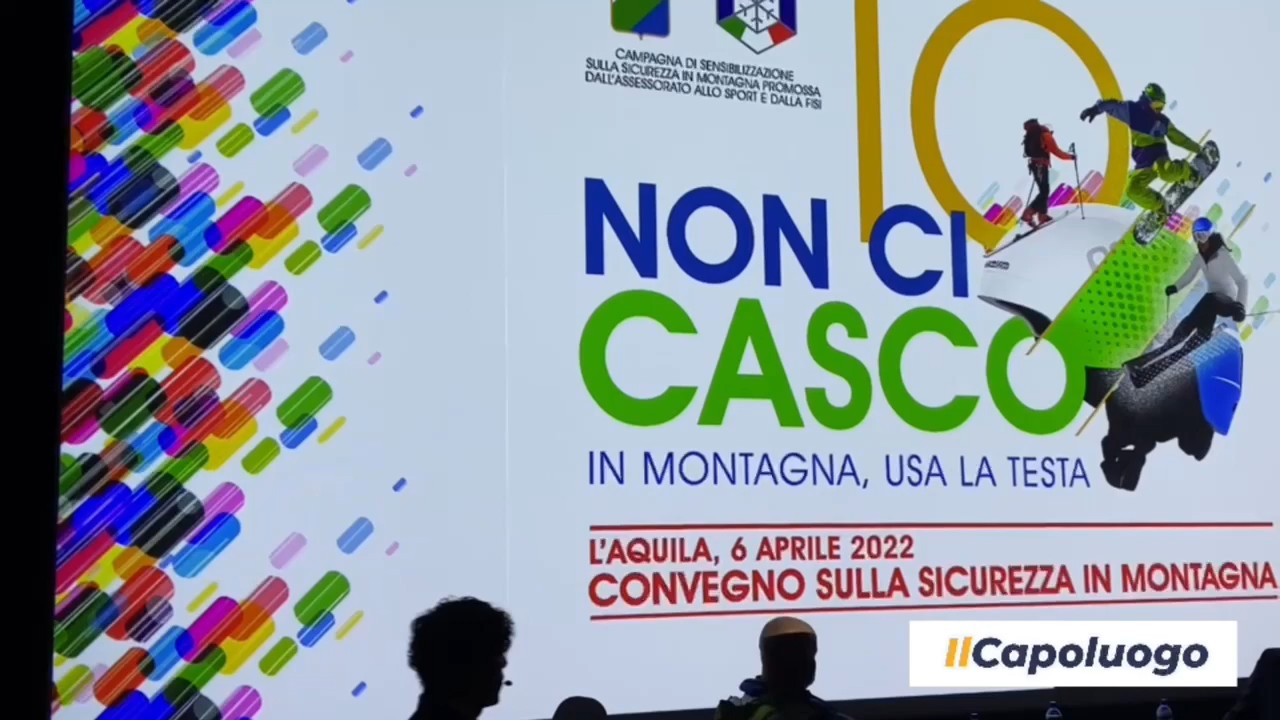 CAMPAGNA DI SENSIBILIZZAZIONE
SULLA SICUREZZA IN MONTAGNA PROMOSSA
DALL'ASSESSORATO ALLO SPORT E DALLA FISI
10
NON CI
CASCO
IN MONTAGNA, USA LA TESTA
L'AQUILA, 6 APRILE 2022
CONVEGNO SULLA SICUREZZA IN MONTAGNA
IlCapoluogo